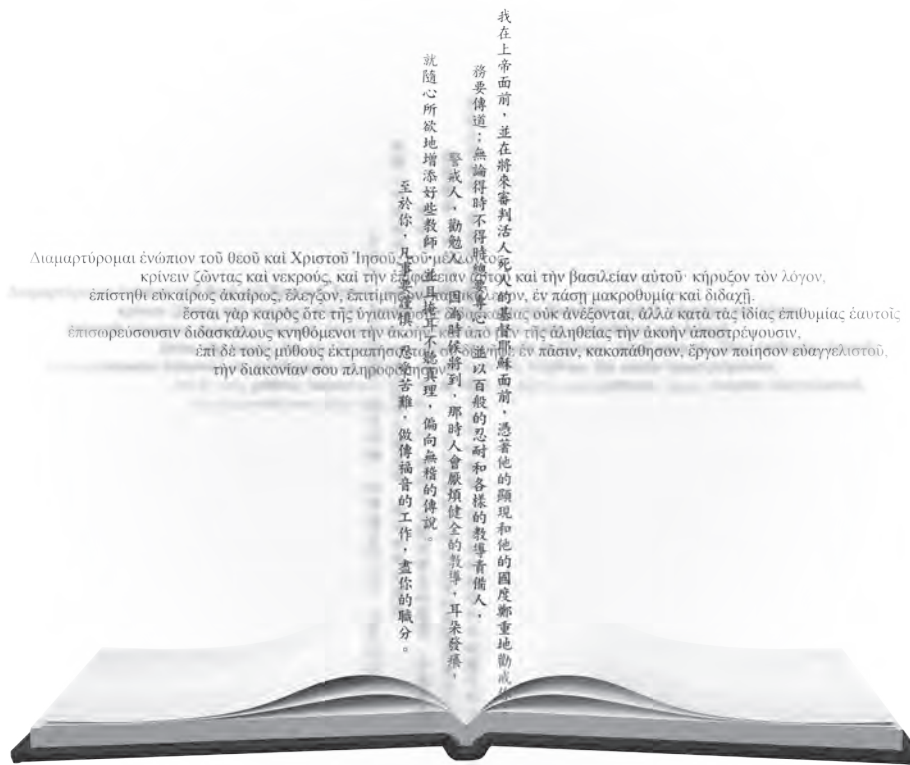 我在上帝面前，並在將來審判活人死人的基督耶穌面前，憑著他的顯現和他的國度鄭重地勸戒你
務要傳道；無論得時不得時總要專心，並以百般的忍耐和各樣的教導責備人，
警戒人，勸勉人。因為時候將到，那時人會厭煩健全的教導，耳朵發癢，
就隨心所欲地增添好些教師，並且掩耳不聽真理，偏向無稽的傳說。
至於你，凡事要謹慎，忍受苦難，做傳福音的工作，盡你的職分。
Διαμαρτύρομαι ἐνώπιον τοῦ θεοῦ καὶ Χριστοῦ Ἰησοῦ τοῦ μέλλοντος
κρίνειν ζῶντας καὶ νεκρούς, καὶ τὴν ἐπιφάνειαν αὐτοῦ καὶ τὴν βασιλείαν αὐτοῦ· κήρυξον τὸν λόγον,
ἐπίστηθι εὐκαίρως ἀκαίρως, ἔλεγξον, ἐπιτίμησον, παρακάλεσον, ἐν πάσῃ μακροθυμίᾳ καὶ διδαχῇ.
ἔσται γὰρ καιρὸς ὅτε τῆς ὑγιαινούσης διδασκαλίας οὐκ ἀνέξονται, ἀλλὰ κατὰ τὰς ἰδίας ἐπιθυμίας ἑαυτοῖς
ἐπισωρεύσουσιν διδασκάλους κνηθόμενοι τὴν ἀκοὴν καὶ ἀπὸ μὲν τῆς ἀληθείας τὴν ἀκοὴν ἀποστρέψουσιν,
ἐπὶ δὲ τοὺς μύθους ἐκτραπήσονται. σὺ δὲ νῆφε ἐν πᾶσιν, κακοπάθησον, ἔργον ποίησον εὐαγγελιστοῦ,
τὴν διακονίαν σου πληροφόρησον.